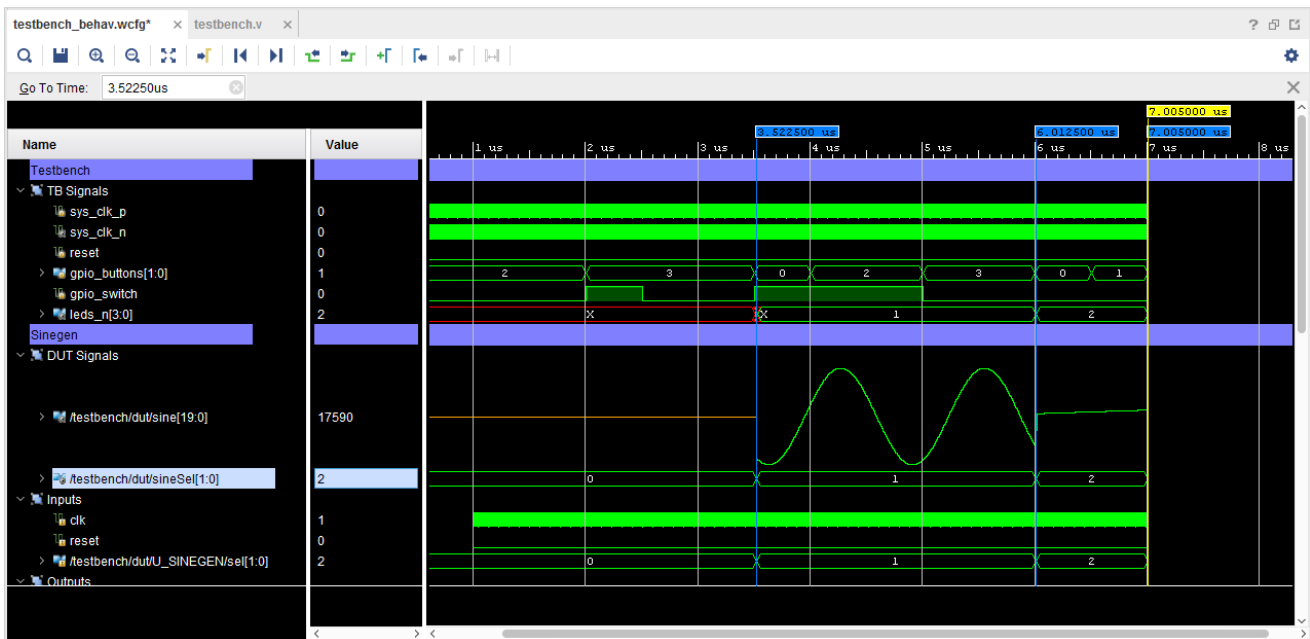 testbench_behav.wcfg* × testbench.v ×
Go To Time: 3.52250us
Name Value
7.005000 us
3.522500 us 6.012500 us 7.005000 us
1 us 2 us 3 us 4 us 5 us 6 us 7 us 8 us
Testbench
TB Signals
sys_clk_p 0
sys_clk_n 0
reset 0
gpio_buttons[1:0] 1 2 3 0 2 3 0 1
gpio_switch 0
leds_n[3:0] 2 X X 1 2
Sinegen
DUT Signals
/testbench/dut/sine[19:0] 17590
/testbench/dut/sineSel[1:0] 2 0 1 2
Inputs
clk 1
reset 0
/testbench/dut/U_SINEGEN/sel[1:0] 2 0 1 2
Outputs